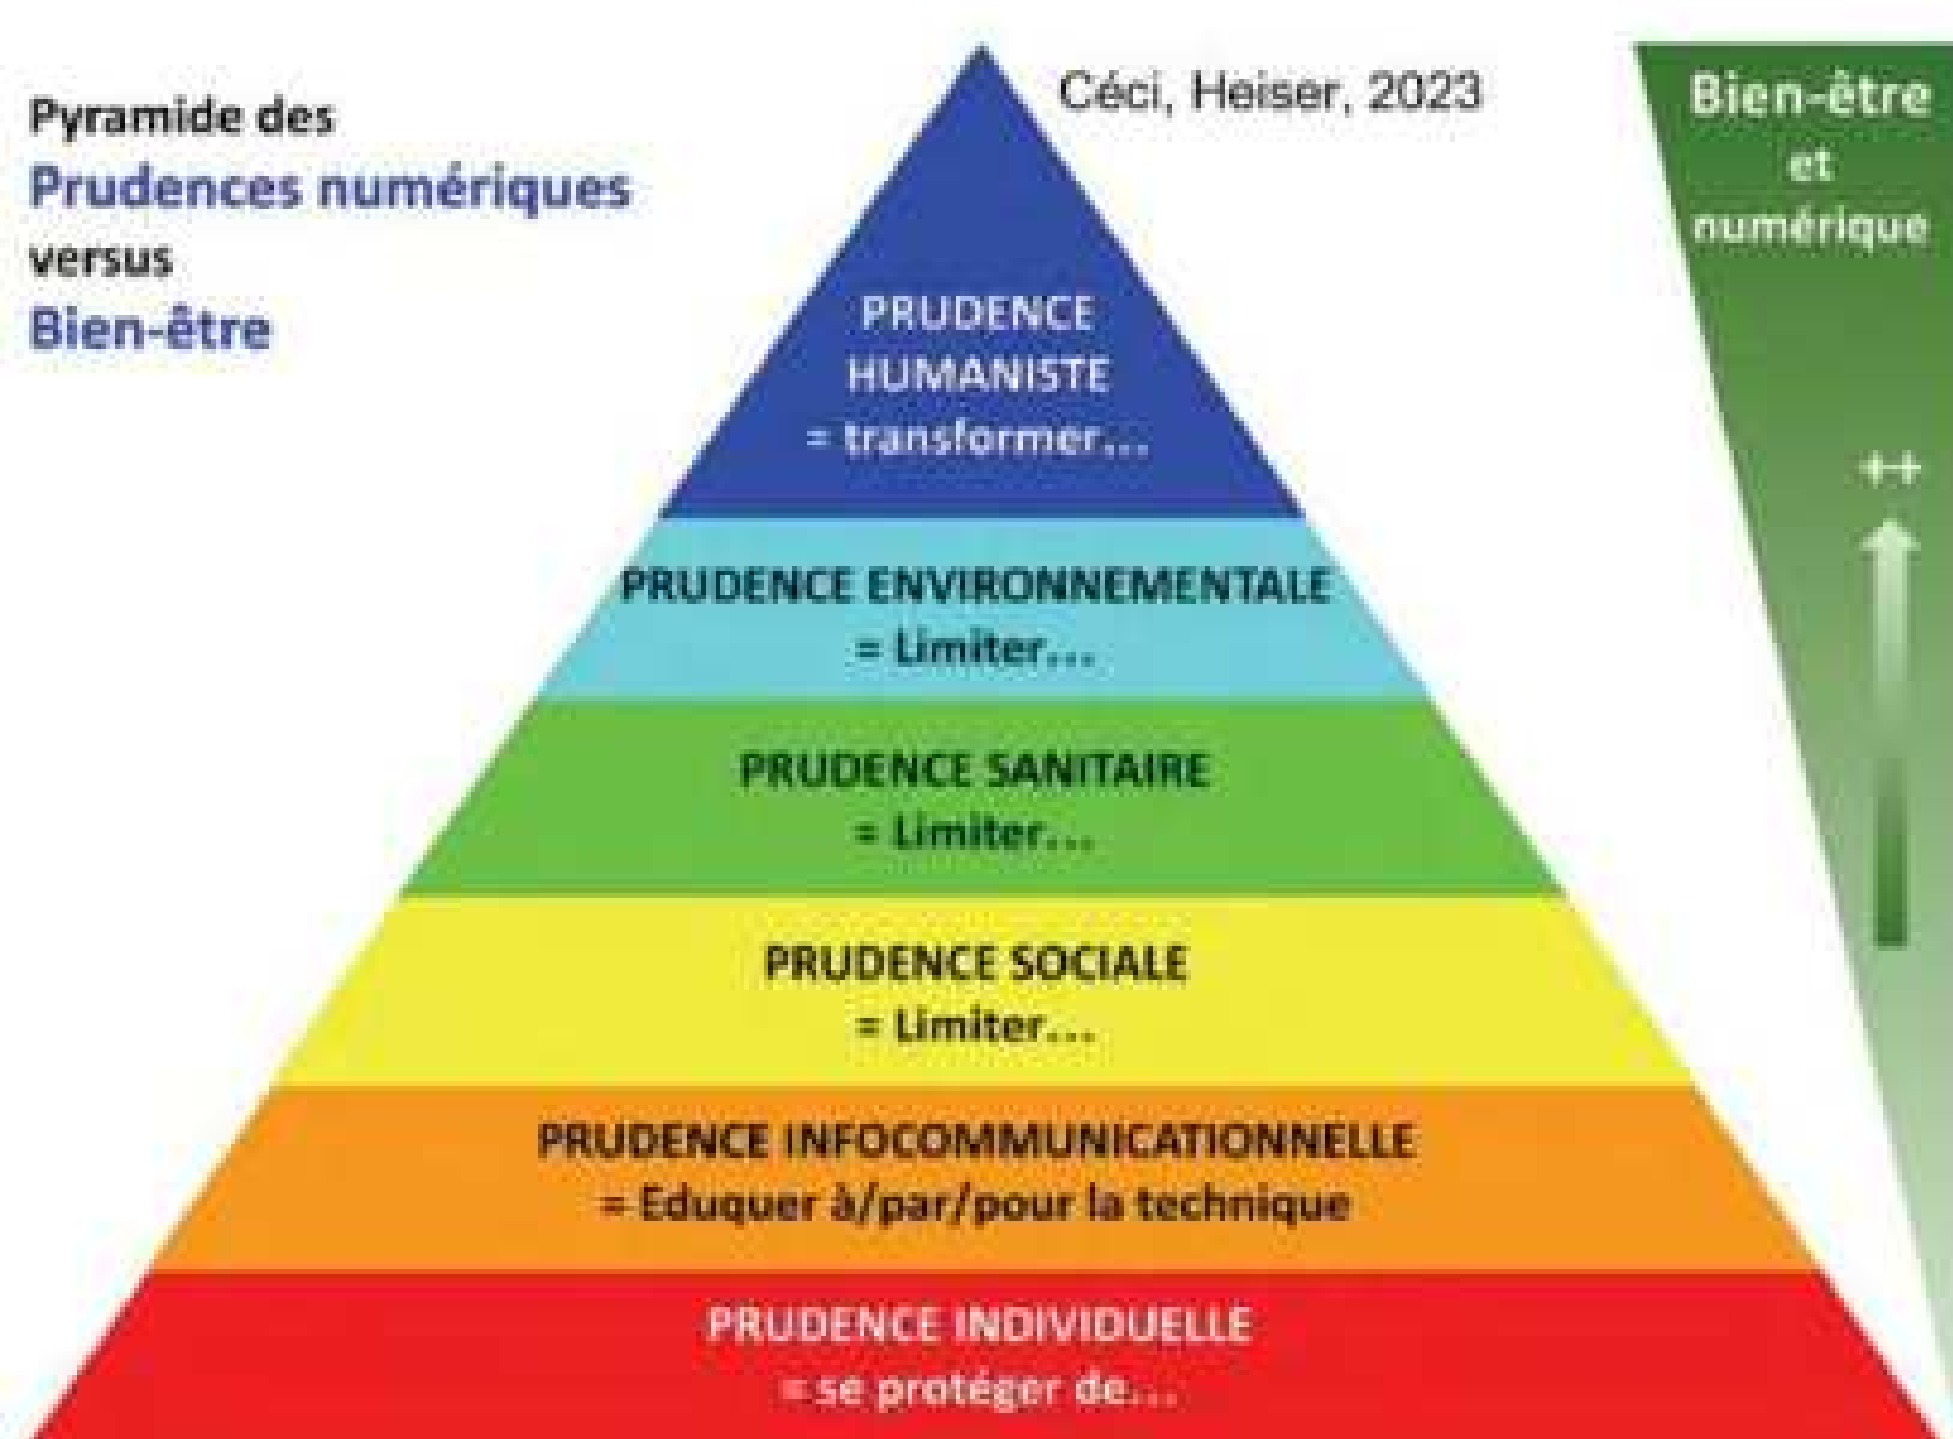 Pyramide des
Prudences numériques
versus
Bien-être
Céci, Heiser, 2023
Bien-être
et
numérique
++
PRUDENCE
HUMANISTE
= transformer...
PRUDENCE ENVIRONNEMENTALE
= Limiter...
PRUDENCE SANITAIRE
= Limiter...
PRUDENCE SOCIALE
= Limiter...
PRUDENCE INFOCOMMUNICATIONNELLE
= Eduquer à/par/pour la technique
PRUDENCE INDIVIDUELLE
= se protéger de...